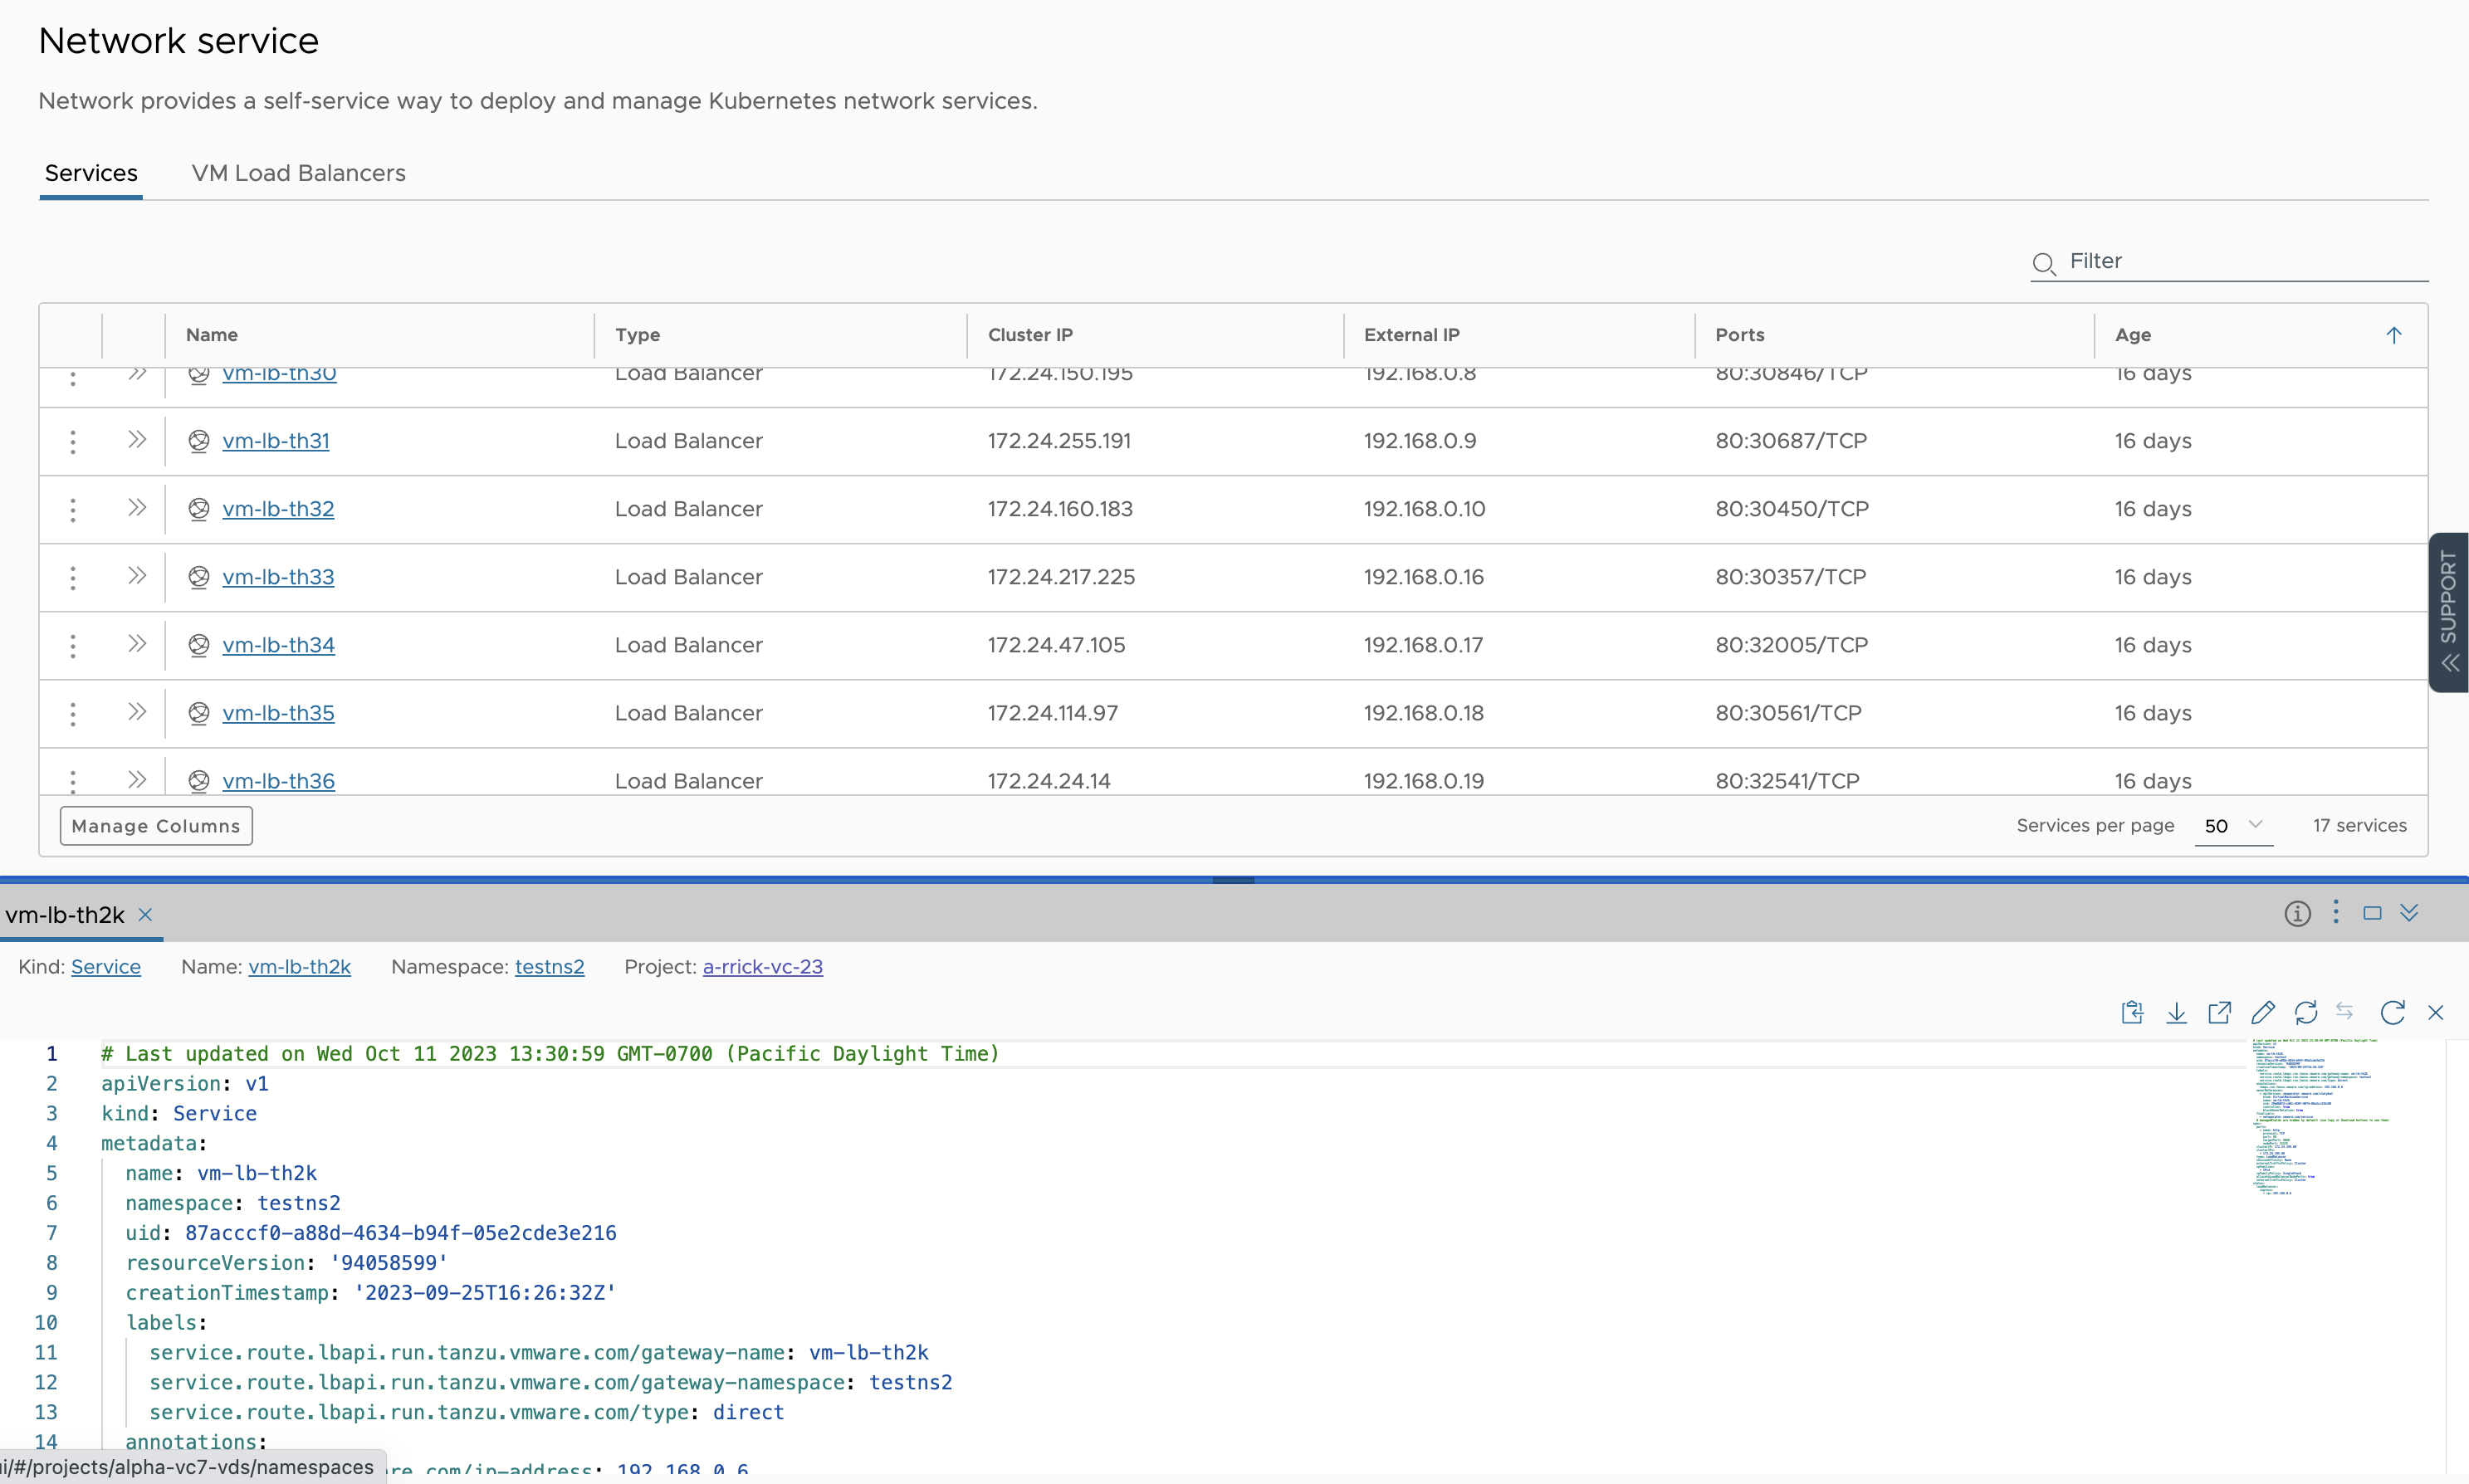 Network service
Network provides a self-service way to deploy and manage Kubernetes network services.
Services VM Load Balancers
Filter
Name Type Cluster IP External IP Ports Age
vm-lb-th30 Load Balancer 172.24.150.195 192.168.0.8 80:30846/TCP 16 days
vm-lb-th31 Load Balancer 172.24.255.191 192.168.0.9 80:30687/TCP 16 days
vm-lb-th32 Load Balancer 172.24.160.183 192.168.0.10 80:30450/TCP 16 days
vm-lb-th33 Load Balancer 172.24.217.225 192.168.0.16 80:30357/TCP 16 days
vm-lb-th34 Load Balancer 172.24.47.105 192.168.0.17 80:32005/TCP 16 days
vm-lb-th35 Load Balancer 172.24.114.97 192.168.0.18 80:30561/TCP 16 days
vm-lb-th36 Load Balancer 172.24.24.14 192.168.0.19 80:32541/TCP 16 days
SUPPORT
Manage Columns Services per page 50 17 services
vm-lb-th2k
Kind: Service Name: vm-lb-th2k Namespace: testns2 Project: a-rrick-vc-23
1 # Last updated on Wed Oct 11 2023 13:30:59 GMT-0700 (Pacific Daylight Time)
2 apiVersion: v1
3 kind: Service
4 metadata:
5 name: vm-lb-th2k
6 namespace: testns2
7 uid: 87acccf0-a88d-4634-b94f-05e2cde3e216
8 resourceVersion: '94058599'
9 creationTimestamp: '2023-09-25T16:26:32Z'
10 labels:
11 service.route.lbapi.run.tanzu.vmware.com/gateway-name: vm-lb-th2k
12 service.route.lbapi.run.tanzu.vmware.com/gateway-namespace: testns2
13 service.route.lbapi.run.tanzu.vmware.com/type: direct
14 annotations:
i/#/projects/alpha-vc7-vds/namespaces re.com/ip-address: 192.168.0.6